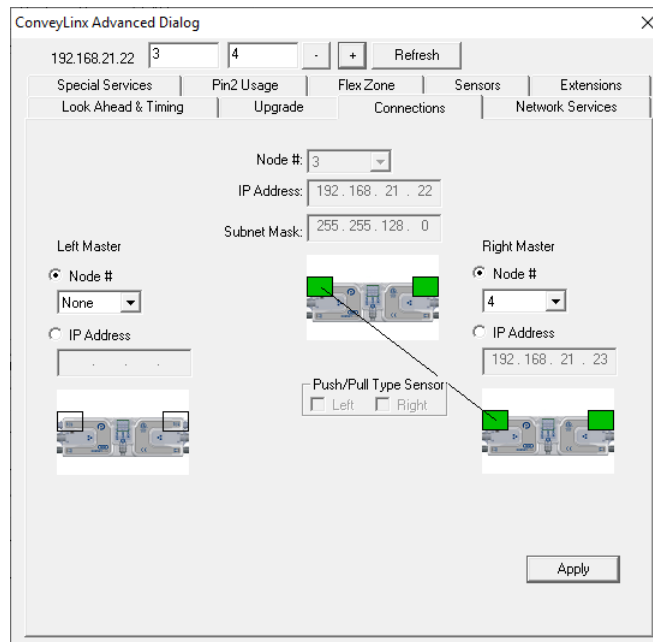 ConveyLinx Advanced Dialog
192.168.21.22 3 4 - + Refresh
Special Services Pin2 Usage Flex Zone Sensors Extensions
Look Ahead & Timing Upgrade Connections Network Services
Node #: 3
IP Address: 192 . 168 . 21 . 22
Subnet Mask: 255 . 255 . 128 . 0
Left Master
Node #
None
IP Address
. . .
Right Master
Node #
4
IP Address
192 . 168 . 21 . 23
Push/Pull Type Sensor
Left Right
Apply